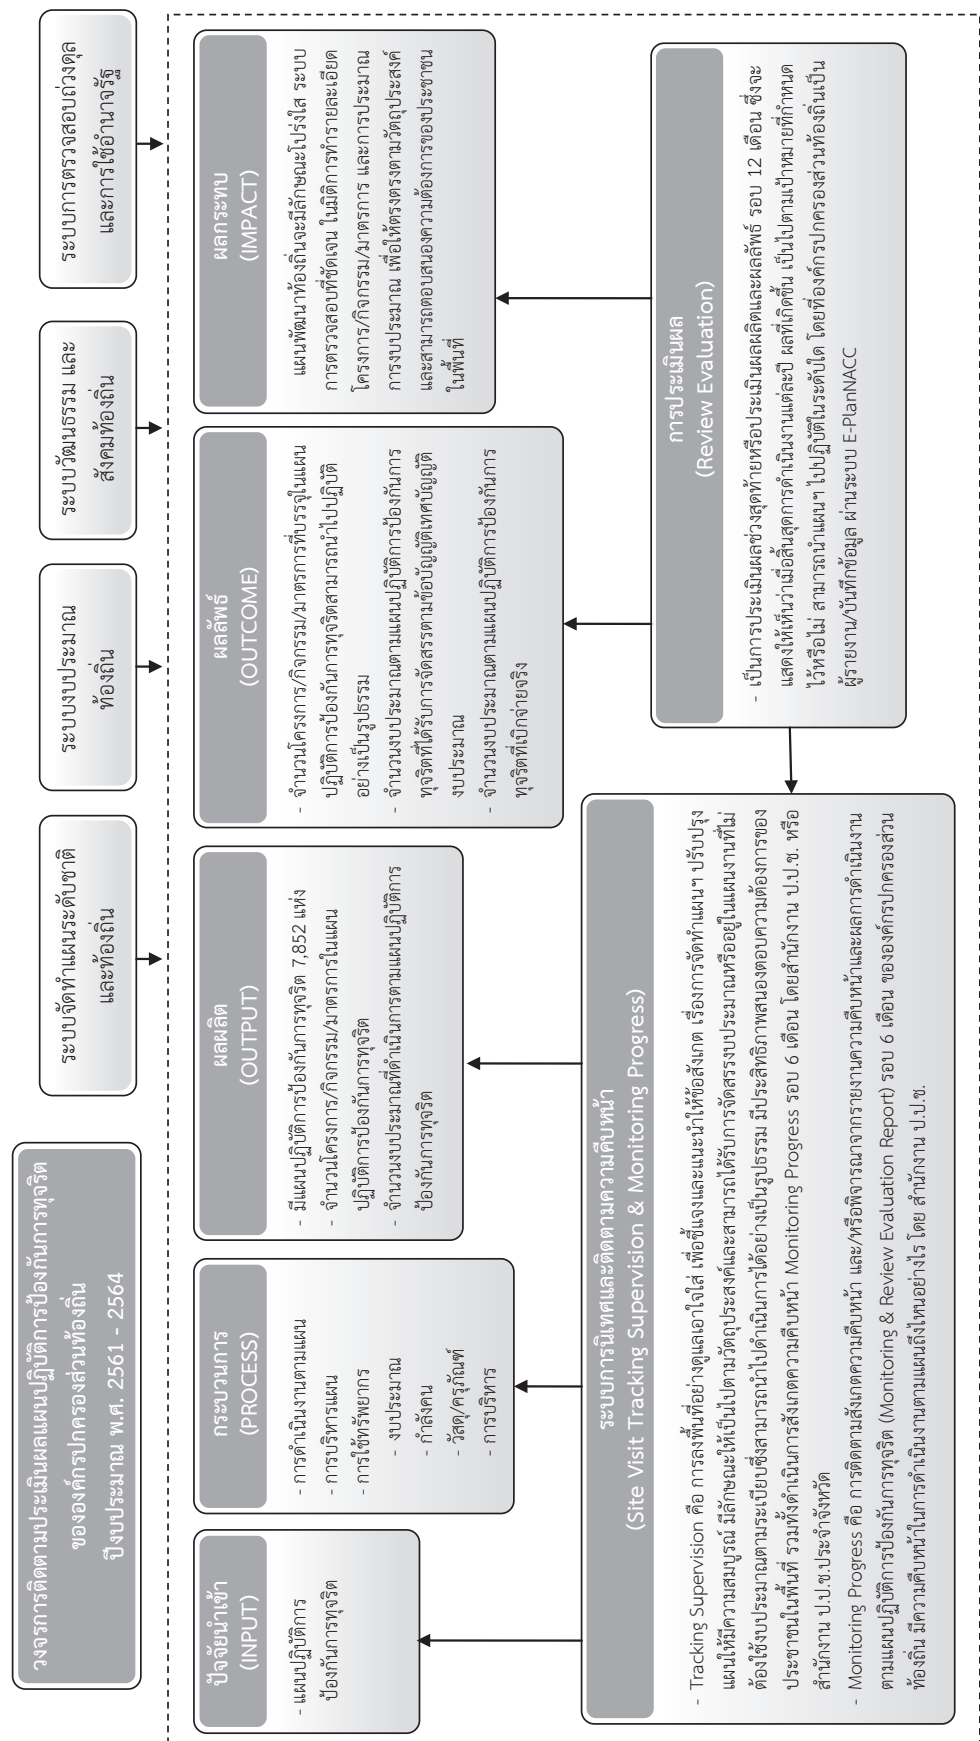 วงจรการติดตามประเมินผลแผนปฏิบัติการป้องกันการทุจริต
ขององค์กรปกครองส่วนท้องถิ่น
ปีงบประมาณ พ.ศ. 2561 - 2564
ระบบจัดทำแผนระดับชาติ
และท้องถิ่น
ระบบงบประมาณ
ท้องถิ่น
ระบบวัฒนธรรม และ
สังคมท้องถิ่น
ระบบการตรวจสอบถ่วงดุล
และการใช้อำนาจรัฐ
ปัจจัยนำเข้า
(INPUT)
- แผนปฏิบัติการ
ป้องกันการทุจริต
กระบวนการ
(PROCESS)
- การดำเนินงานตามแผน
- การบริหารแผน
- การใช้ทรัพยากร
- งบประมาณ
- กำลังคน
- วัสดุ/ครุภัณฑ์
- การบริหาร
ผลผลิต
(OUTPUT)
- มีแผนปฏิบัติการป้องกันการทุจริต 7,852 แห่ง
- จำนวนโครงการ/กิจกรรม/มาตรการในแผน
ปฏิบัติการป้องกันการทุจริต
- จำนวนงบประมาณที่ดำเนินการตามแผนปฏิบัติการ
ป้องกันการทุจริต
ผลลัพธ์
(OUTCOME)
- จำนวนโครงการ/กิจกรรม/มาตรการที่บรรจุในแผน
ปฏิบัติการป้องกันการทุจริตสามารถนำไปปฏิบัติ
อย่างเป็นรูปธรรม
- จำนวนงบประมาณตามแผนปฏิบัติการป้องกันการ
ทุจริตที่ได้รับการจัดสรรตามข้อบัญญัติเทศบัญญัติ
งบประมาณ
- จำนวนงบประมาณตามแผนปฏิบัติการป้องกันการ
ทุจริตที่เบิกจ่ายจริง
ผลกระทบ
(IMPACT)
แผนพัฒนาท้องถิ่นจะมีลักษณะโปร่งใส ระบบ
การตรวจสอบที่ชัดเจน ในมิติการทำรายละเอียด
โครงการ/กิจกรรม/มาตรการ และการประมาณ
การงบประมาณ เพื่อให้ตรงตรงตามวัตถุประสงค์
และสามารถตอบสนองความต้องการของประชาชน
ในพื้นที่
ระบบการนิเทศและติดตามความคืบหน้า
(Site Visit Tracking Supervision & Monitoring Progress)
- Tracking Supervision คือ การลงพื้นที่อย่างดูแลเอาใจใส่ เพื่อชี้แจงและแนะนำให้ข้อสังเกต เรื่องการจัดทำแผนฯ ปรับปรุง
แผนให้มีความสมบูรณ์ มีลักษณะให้เป็นไปตามวัตถุประสงค์และสามารถได้รับการจัดสรรงบประมาณหรืออยู่ในแผนงานที่ไม่
ต้องใช้งบประมาณตามระเบียบซึ่งสามารถนำไปดำเนินการได้อย่างเป็นรูปธรรม มีประสิทธิภาพสนองตอบความต้องการของ
ประชาชนในพื้นที่ รวมทั้งดำเนินการสังเกตความคืบหน้า Monitoring Progress รอบ 6 เดือน โดยสำนักงาน ป.ป.ช. หรือ
สำนักงาน ป.ป.ช.ประจำจังหวัด
- Monitoring Progress คือ การติดตามสังเกตความคืบหน้า และ/หรือพิจารณาจากรายงานความคืบหน้าและผลการดำเนินงาน
ตามแผนปฏิบัติการป้องกันการทุจริต (Monitoring & Review Evaluation Report) รอบ 6 เดือน ขององค์กรปกครองส่วน
ท้องถิ่น มีความคืบหน้าในการดำเนินงานตามแผนถึงไหนอย่างไร โดย สำนักงาน ป.ป.ช.
การประเมินผล
(Review Evaluation)
- เป็นการประเมินผลช่วงสุดท้ายหรือประเมินผลผลิตและผลลัพธ์ รอบ 12 เดือน ซึ่งจะ
แสดงให้เห็นว่าเมื่อสิ้นสุดการดำเนินงานแต่ละปี ผลที่เกิดขึ้น เป็นไปตามเป้าหมายที่กำหนด
ไว้หรือไม่ สามารถนำแผนฯ ไปปฏิบัติในระดับใด โดยที่องค์กรปกครองส่วนท้องถิ่นเป็น
ผู้รายงาน/บันทึกข้อมูล ผ่านระบบ E-PlanNACC